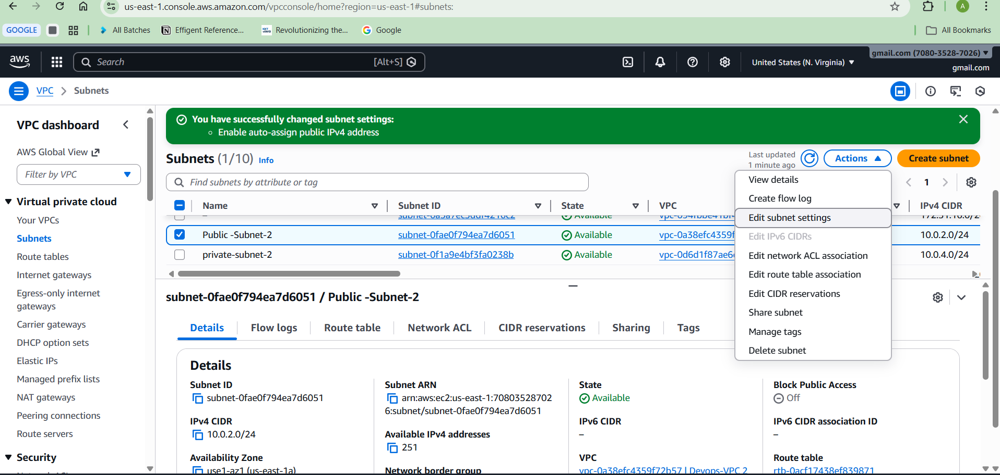 us-east-1.console.aws.amazon.com/vpcconsole/home?region=us-east-1#subnets:
A
GOOGLE
All Batches
Effigent Reference...
Revolutionizing the...
Google
All Bookmarks
aws
Search
[Alt+S]
United States (N. Virginia)
gmail.com (7080-3528-7026)
gmail.com
VPC
Subnets
VPC dashboard
AWS Global View
Filter by VPC
Virtual private cloud
Your VPCs
Subnets
Route tables
Internet gateways
Egress-only internet
gateways
Carrier gateways
DHCP option sets
Elastic IPs
Managed prefix lists
NAT gateways
Peering connections
Route servers
Security
You have successfully changed subnet settings:
Enable auto-assign public IPv4 address
Subnets (1/10) Info
Last updated
1 minute ago
Actions
Create subnet
Find subnets by attribute or tag
1
Name
Subnet ID
State
VPC
IPv4 CIDR
Available
Public -Subnet-2
subnet-0fae0f794ea7d6051
Available
vpc-0a38efc4359f
10.0.2.0/24
private-subnet-2
subnet-0f1a9e4bf3fa0238b
Available
vpc-0d6d1f87ae6
10.0.4.0/24
View details
Create flow log
Edit subnet settings
Edit IPv6 CIDRs
Edit network ACL association
Edit route table association
Edit CIDR reservations
Share subnet
Manage tags
Delete subnet
subnet-0fae0f794ea7d6051 / Public -Subnet-2
Details
Flow logs
Route table
Network ACL
CIDR reservations
Sharing
Tags
Details
Subnet ID
subnet-0fae0f794ea7d6051
IPv4 CIDR
10.0.2.0/24
Availability Zone
use1-az1 (us-east-1a)
Subnet ARN
arn:aws:ec2:us-east-1:70803528702
6:subnet/subnet-0fae0f794ea7d6051
Available IPv4 addresses
251
Network border group
State
Available
IPv6 CIDR
–
VPC
vpc-0a38efc4359f72b57 | Devops-VPC 2
Block Public Access
Off
IPv6 CIDR association ID
–
Route table
rtb-0acf17438ef839871